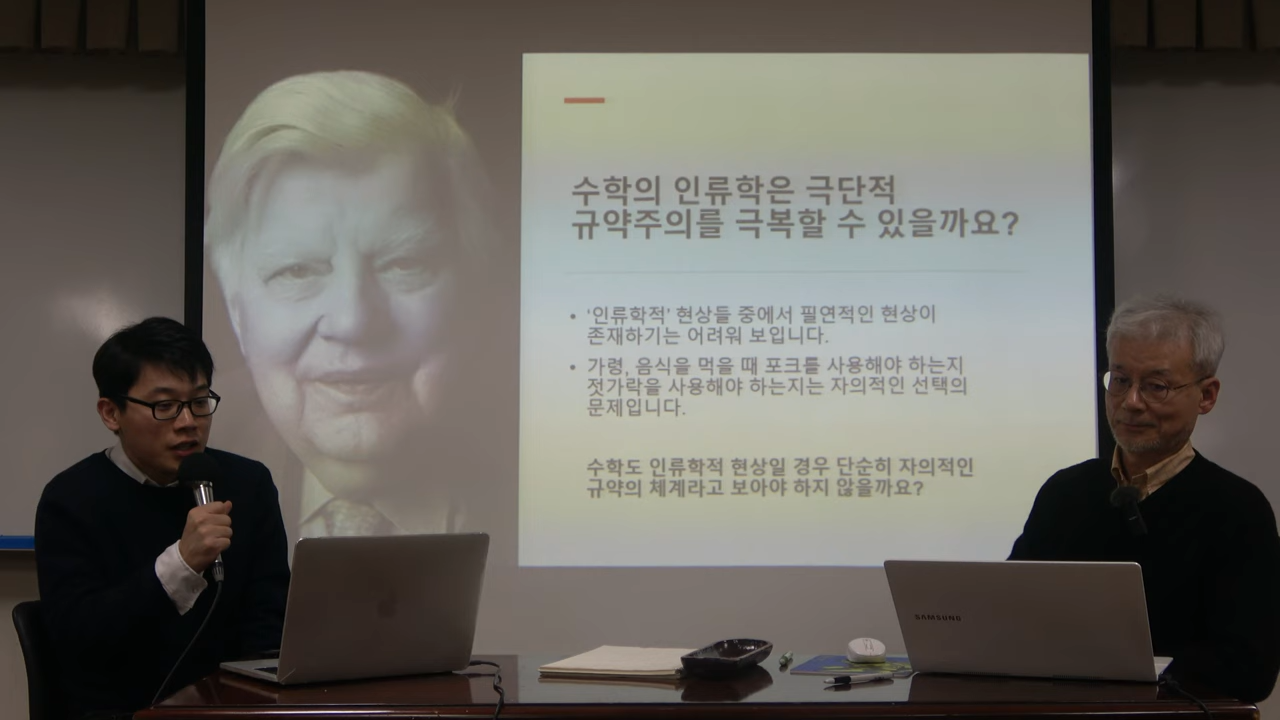 수학의 인류학은 극단적
규약주의를 극복할 수 있을까요?
• '인류학적' 현상들 중에서 필연적인 현상이
존재하기는 어려워 보입니다.
• 가령, 음식을 먹을 때 포크를 사용해야 하는지
젓가락을 사용해야 하는지는 자의적인 선택의
문제입니다.
수학도 인류학적 현상일 경우 단순히 자의적인
규약의 체계라고 보아야 하지 않을까요?
SAMSUNG